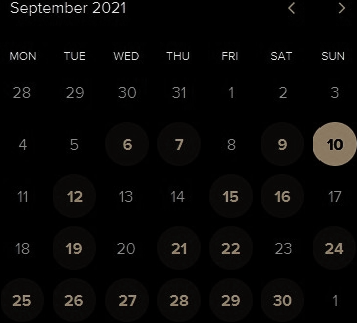 September 2021 < >
MON TUE WED THU FRI SAT SUN
28 29 30 31 1 2 3
4 5 6 7 8 9 10
11 12 13 14 15 16 17
18 19 20 21 22 23 24
25 26 27 28 29 30 1